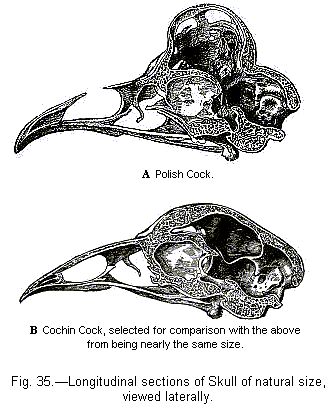 A Polish Cock.
B Cochin Cock, selected for comparison with the above
from being nearly the same size.
Fig. 35.—Longitudinal sections of Skull of natural size,
viewed laterally.